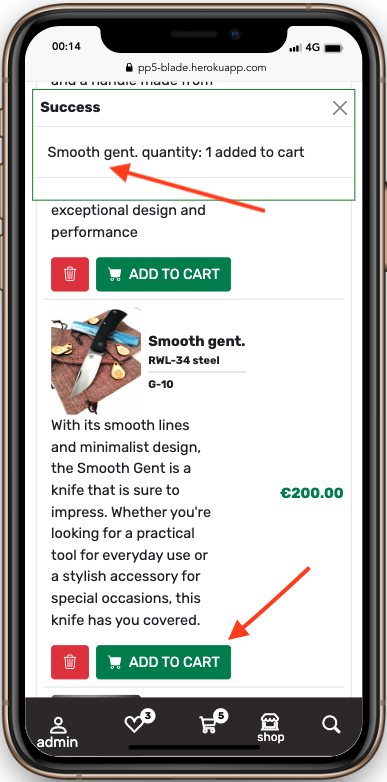 00:14
4G
pp5-blade.herokuapp.com
and a handle made from
Success
Smooth gent. quantity: 1 added to cart
exceptional design and
performance
ADD TO CART
Smooth gent.
RWL-34 steel
G-10
With its smooth lines
and minimalist design,
the Smooth Gent is a
knife that is sure to
impress. Whether you're
looking for a practical
tool for everyday use or
a stylish accessory for
special occasions, this
knife has you covered.
€200.00
ADD TO CART
admin
3
5
shop